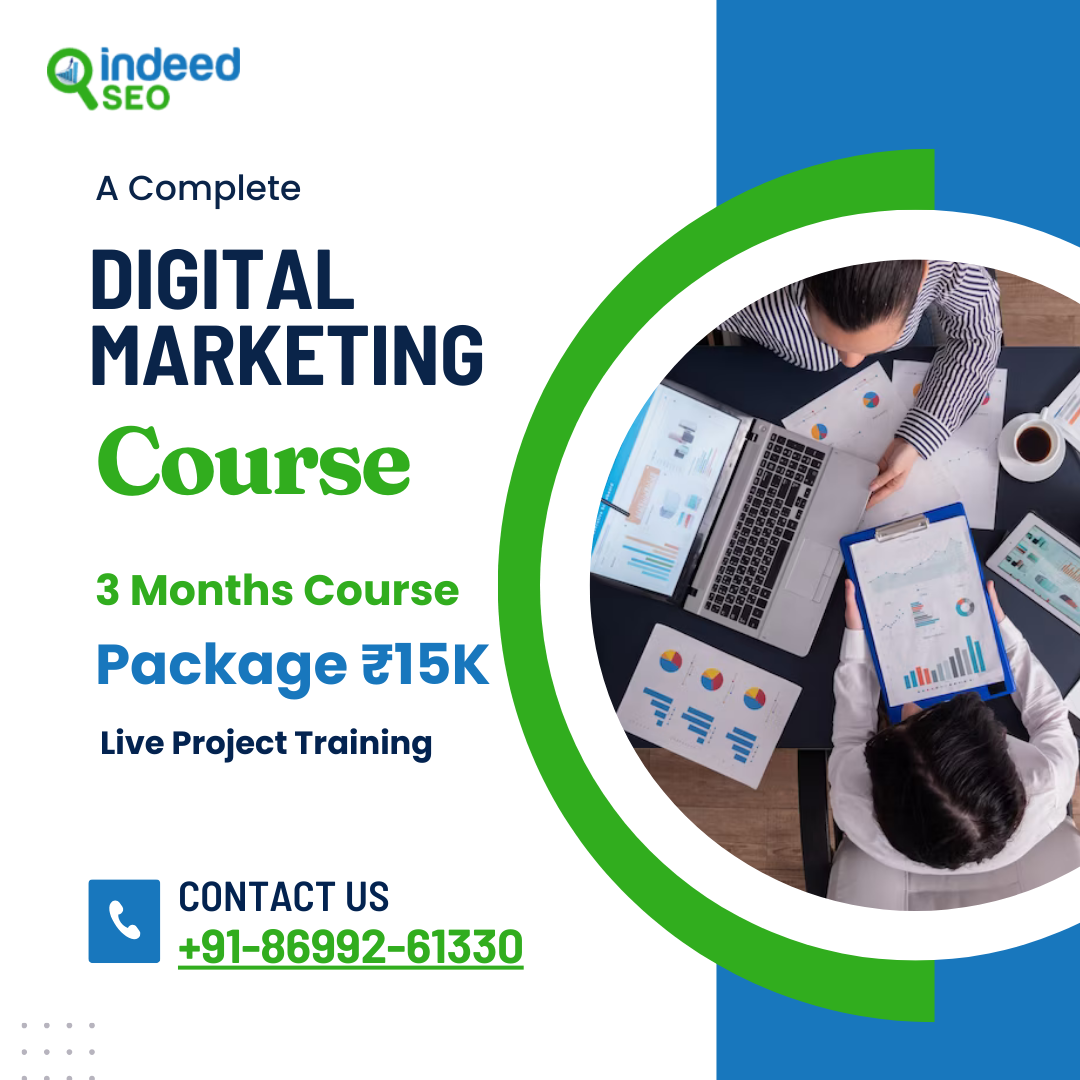 indeed
SEO
A Complete
DIGITAL
MARKETING
Course
3 Months Course
Package ₹15K
Live Project Training
CONTACT US
+91-86992-61330